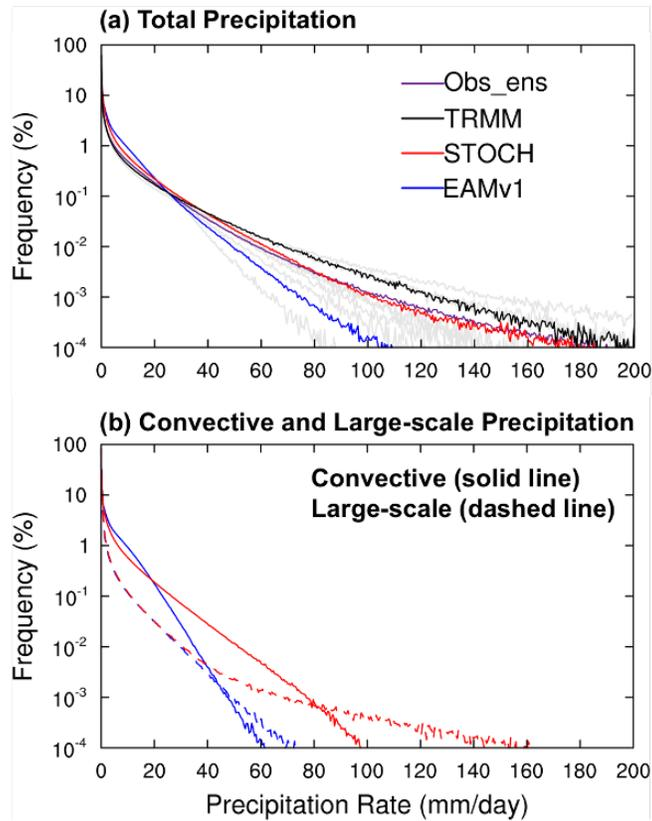 (a) Total Precipitation
100
10
1
10-1
10-2
10-3
10-4
Frequency (%)
Obs_ens
TRMM
STOCH
EAMv1
0 20 40 60 80 100 120 140 160 180 200
(b) Convective and Large-scale Precipitation
100
10
1
10-1
10-2
10-3
10-4
Frequency (%)
Convective (solid line)
Large-scale (dashed line)
0 20 40 60 80 100 120 140 160 180 200
Precipitation Rate (mm/day)